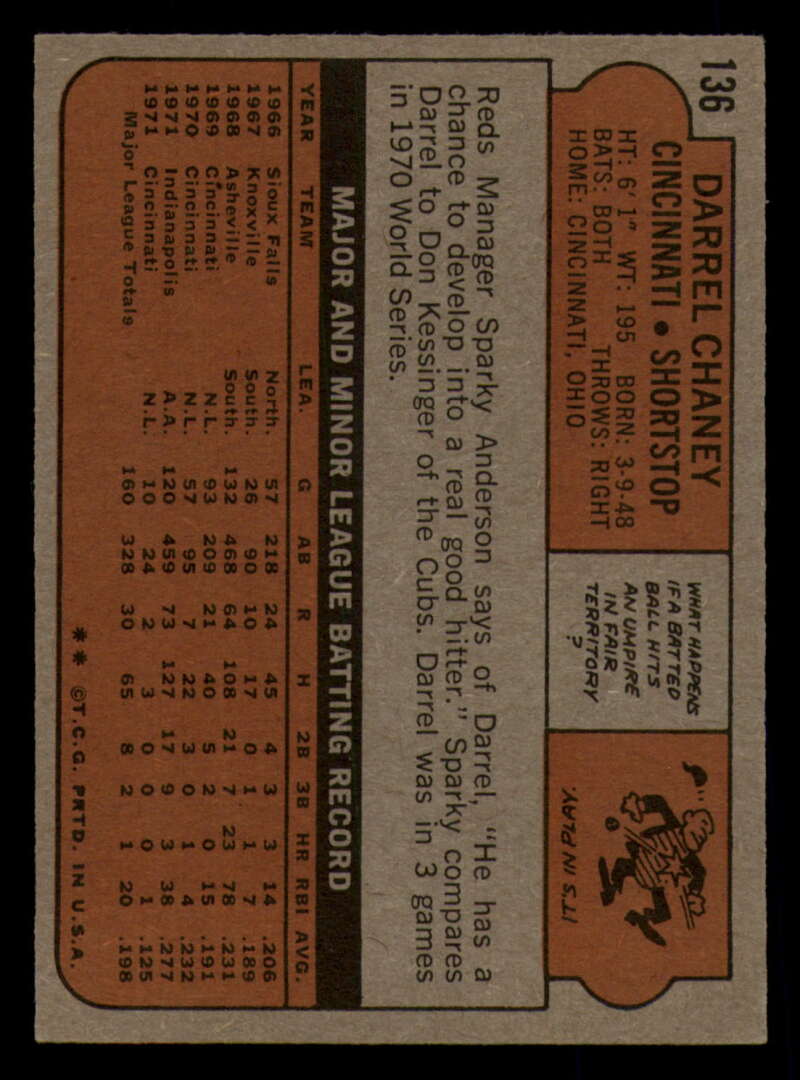 136
DARREL CHANEY
CINCINNATI • SHORTSTOP
HT: 6' 1" WT: 195 BORN: 3-9-48
BATS: BOTH THROWS: RIGHT
HOME: CINCINNATI, OHIO
WHAT HAPPENS
IF A BATTED
BALL HITS
AN UMPIRE
IN FAIR
TERRITORY
?
IT'S IN PLAY.
Reds Manager Sparky Anderson says of Darrel, "He has a
chance to develop into a real good hitter." Sparky compares
Darrel to Don Kessinger of the Cubs. Darrel was in 3 games
in 1970 World Series.
MAJOR AND MINOR LEAGUE BATTING RECORD
YEAR TEAM LEA. G AB R H 2B 3B HR RBI AVG.
1966 Sioux Falls North. 57 218 24 45 4 3 3 14 .206
1967 Knoxville South. 26 90 10 17 0 1 1 7 .189
1968 Asheville South. 132 468 64 108 21 7 23 78 .231
1969 Cincinnati N.L. 93 209 21 40 5 2 0 15 .191
1970 Cincinnati N.L. 57 95 7 22 3 0 1 4 .232
1971 Indianapolis A.A. 120 459 73 127 17 9 3 38 .277
1971 Cincinnati N.L. 10 24 2 3 0 0 0 1 .125
Major League Totals 160 328 30 65 8 2 1 20 .198
** ©T.C.G. PRTD. IN U.S.A.